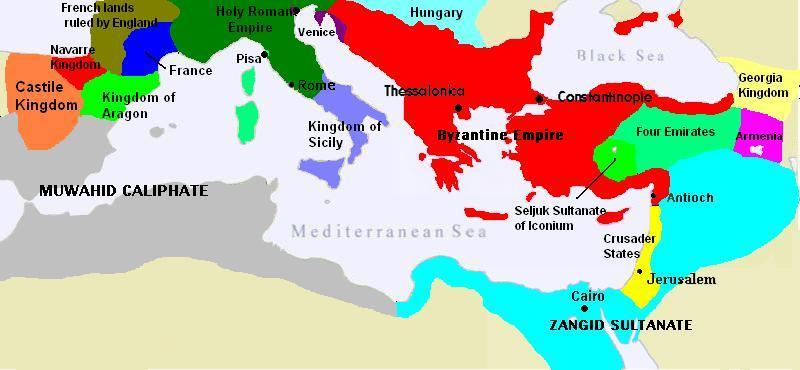 French lands
ruled by England
Holy Roman
Empire
Hungary
Venice
Black Sea
Navarre
Kingdom
Pisa
France
Georgia
Kingdom
Castile
Kingdom
Kingdom of
Aragon
Rome
Thessalonica
Constantinople
Kingdom of
Sicily
Byzantine Empire
Four Emirates
Armenia
MUWAHID CALIPHATE
Antioch
Seljuk Sultanate
of Iconium
Mediterranean Sea
Crusader
States
Jerusalem
Cairo
ZANGID SULTANATE